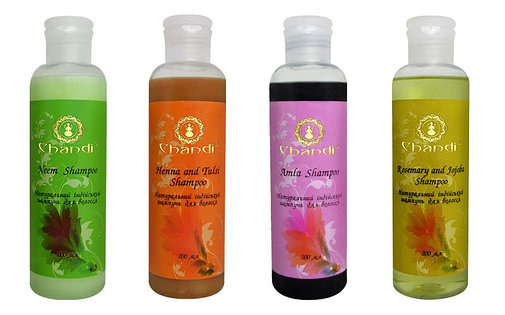 Chandi
Neem Shampoo
Натуральний індійський
шампунь для волосся
200 мл
Chandi
Henna and Tulsi
Shampoo
Натуральний індійський
шампунь для волосся
200 мл
Chandi
Amla Shampoo
Натуральний індійський
шампунь для волосся
200 мл
Chandi
Rosemary and Jojoba
Shampoo
Натуральний індійський
шампунь для волосся
200 мл